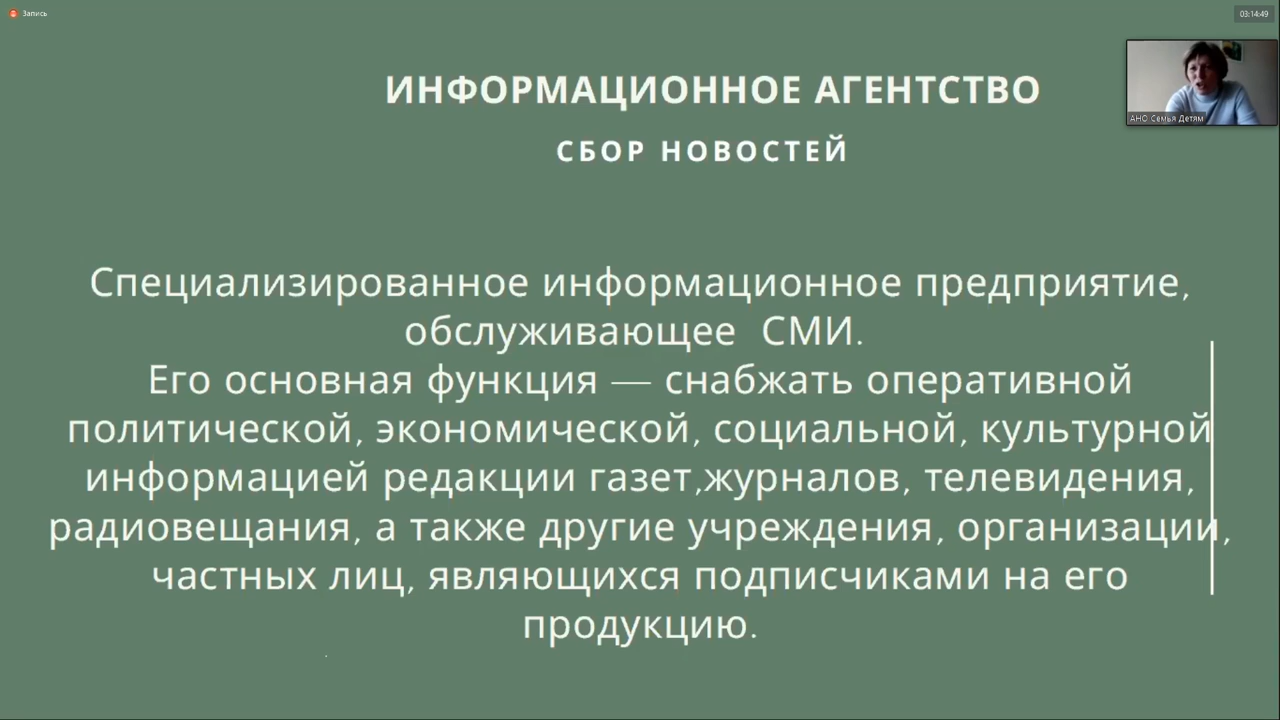 Запись
03:14:49
ИНФОРМАЦИОННОЕ АГЕНТСТВО
АНО Семья Детям
СБОР НОВОСТЕЙ
Специализированное информационное предприятие,
обслуживающее СМИ.
Его основная функция — снабжать оперативной
политической, экономической, социальной, культурной
информацией редакции газет,журналов, телевидения,
радиовещания, а также другие учреждения, организации,
частных лиц, являющихся подписчиками на его
продукцию.